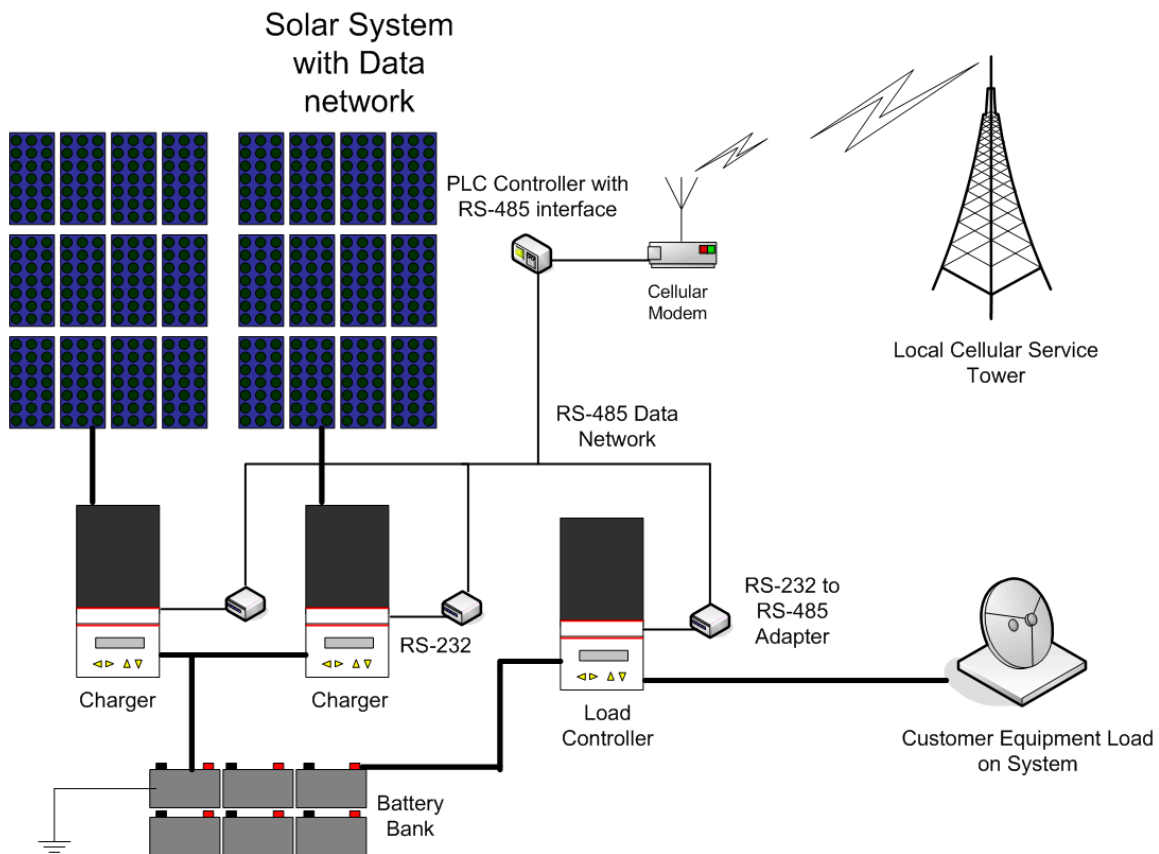 Solar System
with Data
network
PLC Controller with
RS-485 interface
Cellular
Modem
Local Cellular Service
Tower
RS-485 Data
Network
RS-232 to
RS-485
Adapter
RS-232
Charger
Charger
Load
Controller
Customer Equipment Load
on System
Battery
Bank